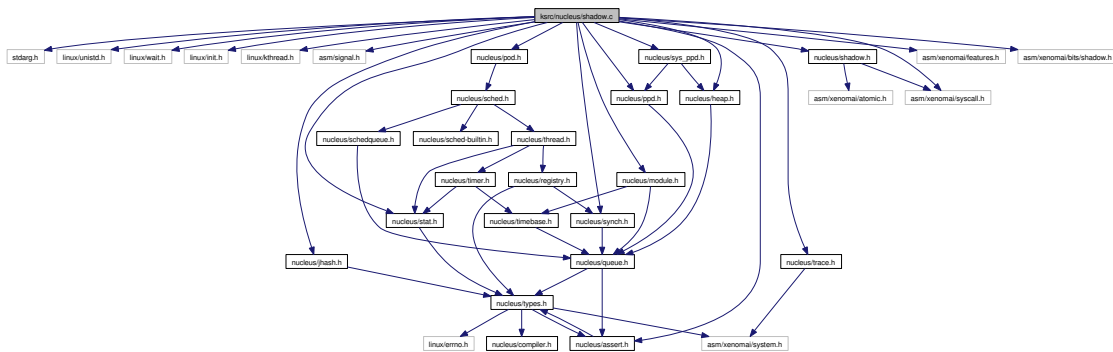 ksrc/nucleus/shadow.c
stdarg.h
linux/unistd.h
linux/wait.h
linux/init.h
linux/kthread.h
asm/signal.h
nucleus/pod.h
nucleus/sys_ppd.h
nucleus/shadow.h
asm/xenomai/features.h
asm/xenomai/bits/shadow.h
nucleus/sched.h
nucleus/ppd.h
nucleus/heap.h
asm/xenomai/atomic.h
asm/xenomai/syscall.h
nucleus/schedqueue.h
nucleus/sched-builtin.h
nucleus/thread.h
nucleus/timer.h
nucleus/registry.h
nucleus/module.h
nucleus/stat.h
nucleus/timebase.h
nucleus/synch.h
nucleus/jhash.h
nucleus/queue.h
nucleus/trace.h
nucleus/types.h
linux/errno.h
nucleus/compiler.h
nucleus/assert.h
asm/xenomai/system.h